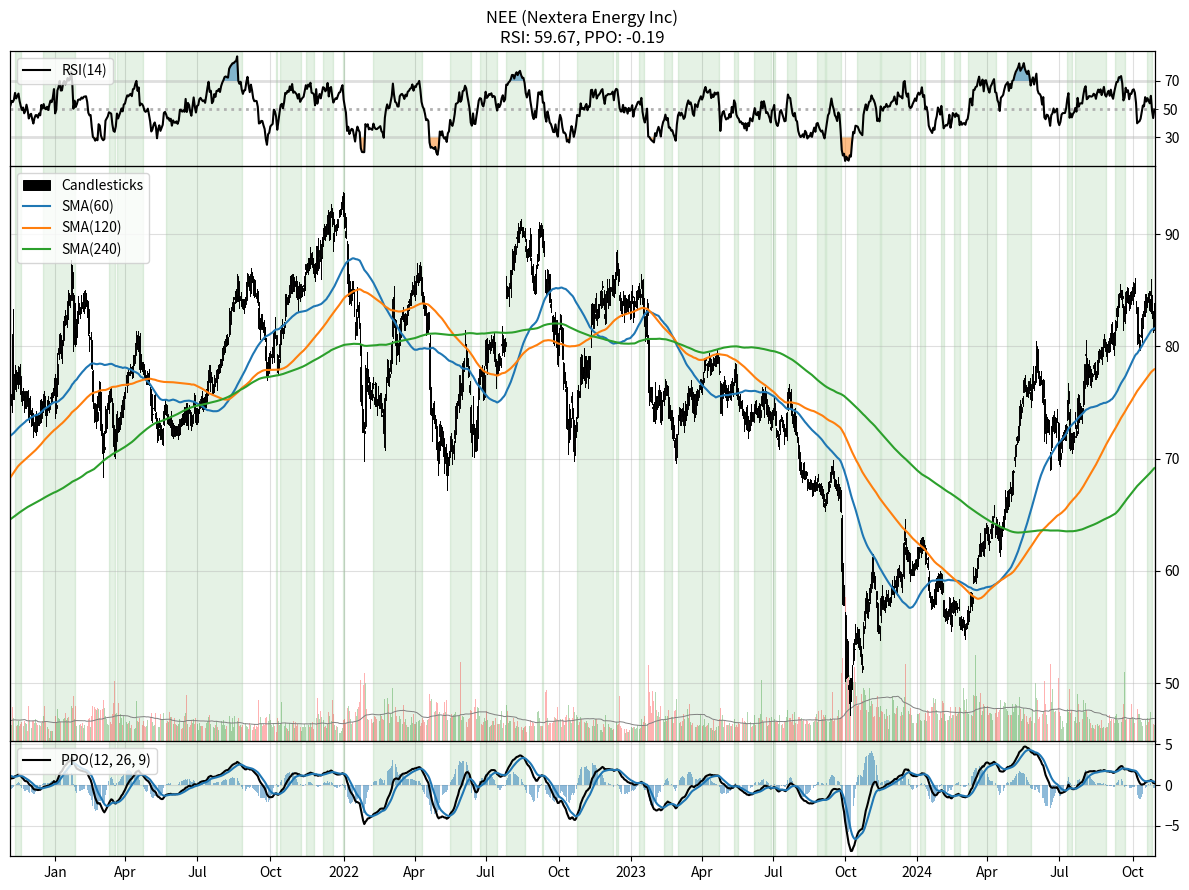 NEE (Nextera Energy Inc)
RSI: 59.67, PPO: -0.19
RSI(14)
70
50
30
Candlesticks
SMA(60)
SMA(120)
SMA(240)
90
80
70
60
50
PPO(12, 26, 9)
5
0
−5
Jan Apr Jul Oct 2022 Apr Jul Oct 2023 Apr Jul Oct 2024 Apr Jul Oct